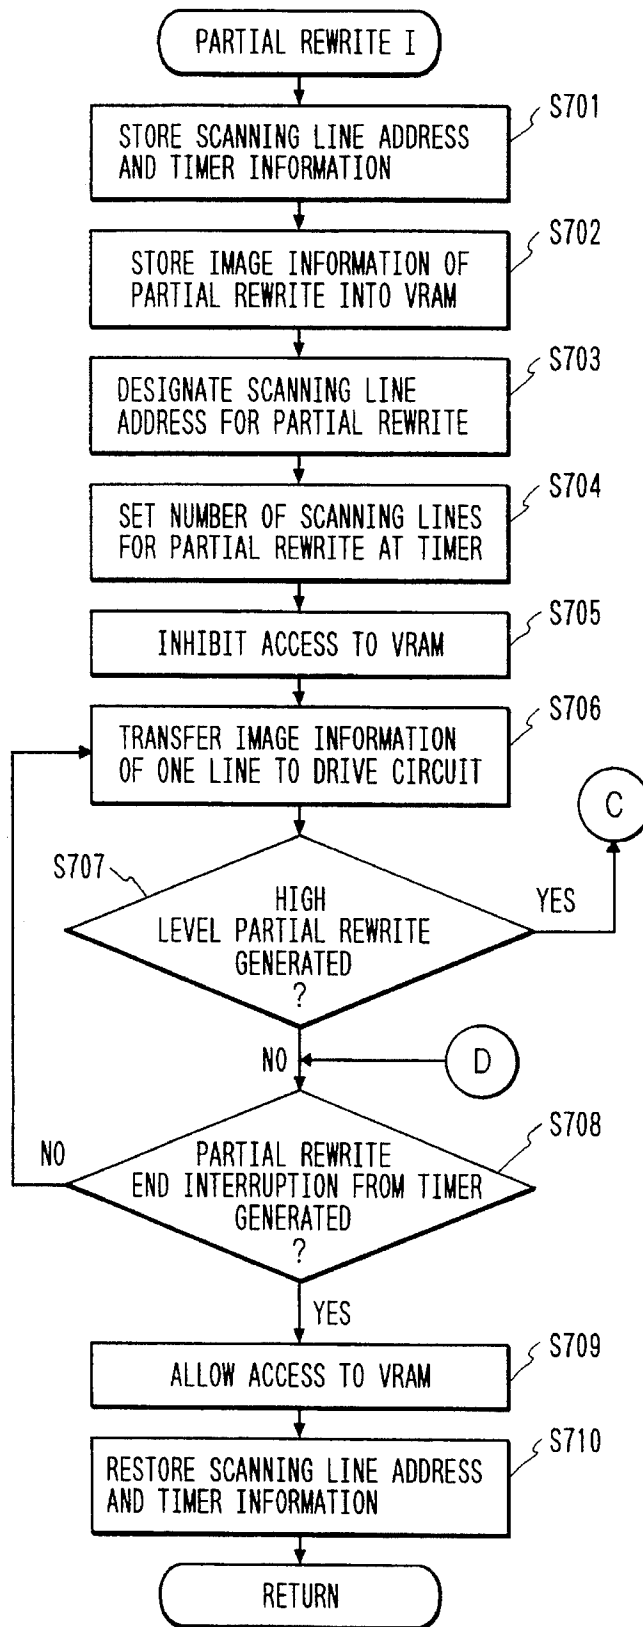 PARTIAL REWRITE I
S701
STORE SCANNING LINE ADDRESS
AND TIMER INFORMATION
S702
STORE IMAGE INFORMATION OF
PARTIAL REWRITE INTO VRAM
S703
DESIGNATE SCANNING LINE
ADDRESS FOR PARTIAL REWRITE
S704
SET NUMBER OF SCANNING LINES
FOR PARTIAL REWRITE AT TIMER
S705
INHIBIT ACCESS TO VRAM
S706
TRANSFER IMAGE INFORMATION
OF ONE LINE TO DRIVE CIRCUIT
C
S707
HIGH
LEVEL PARTIAL REWRITE
GENERATED
?
YES
NO
D
S708
NO
PARTIAL REWRITE
END INTERRUPTION FROM TIMER
GENERATED
?
YES
S709
ALLOW ACCESS TO VRAM
S710
RESTORE SCANNING LINE ADDRESS
AND TIMER INFORMATION
RETURN